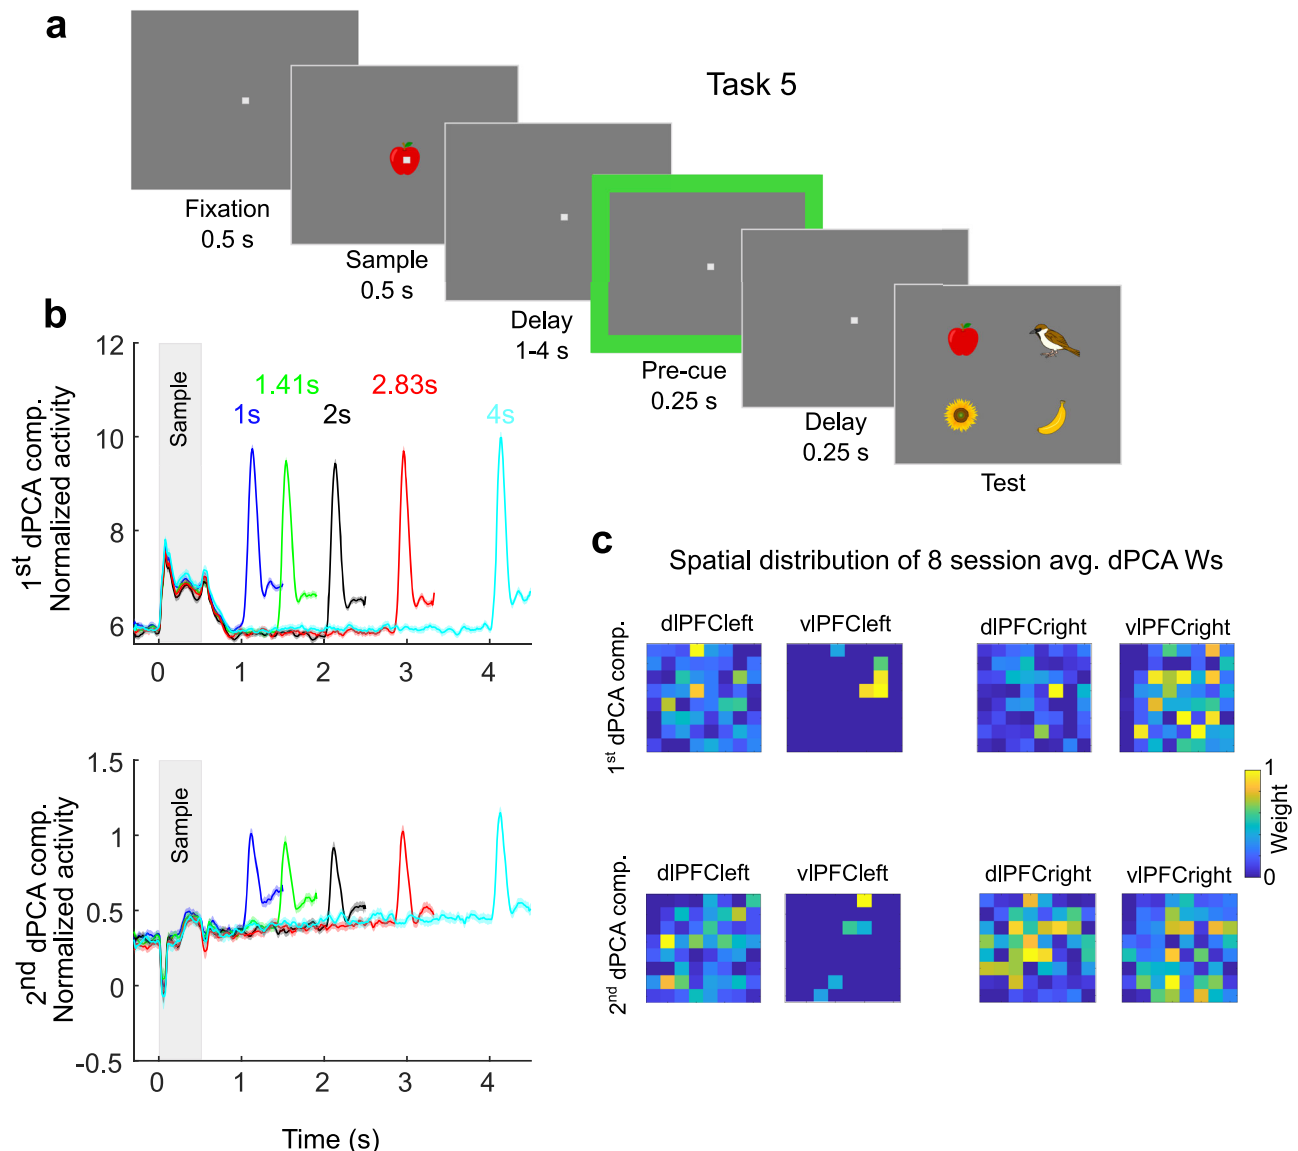 a
Task 5
Fixation
0.5 s
Sample
0.5 s
Delay
1-4 s
Pre-cue
0.25 s
Delay
0.25 s
Test
b
1st dPCA comp.
Normalized activity
12
10
8
6
Sample
1s
1.41s
2s
2.83s
4s
0
1
2
3
4
2nd dPCA comp.
Normalized activity
1.5
1
0.5
0
-0.5
Sample
0
1
2
3
4
Time (s)
c
Spatial distribution of 8 session avg. dPCA Ws
1st dPCA comp.
dlPFCleft
vlPFCleft
dlPFCright
vlPFCright
1
0
Weight
2nd dPCA comp.
dlPFCleft
vlPFCleft
dlPFCright
vlPFCright